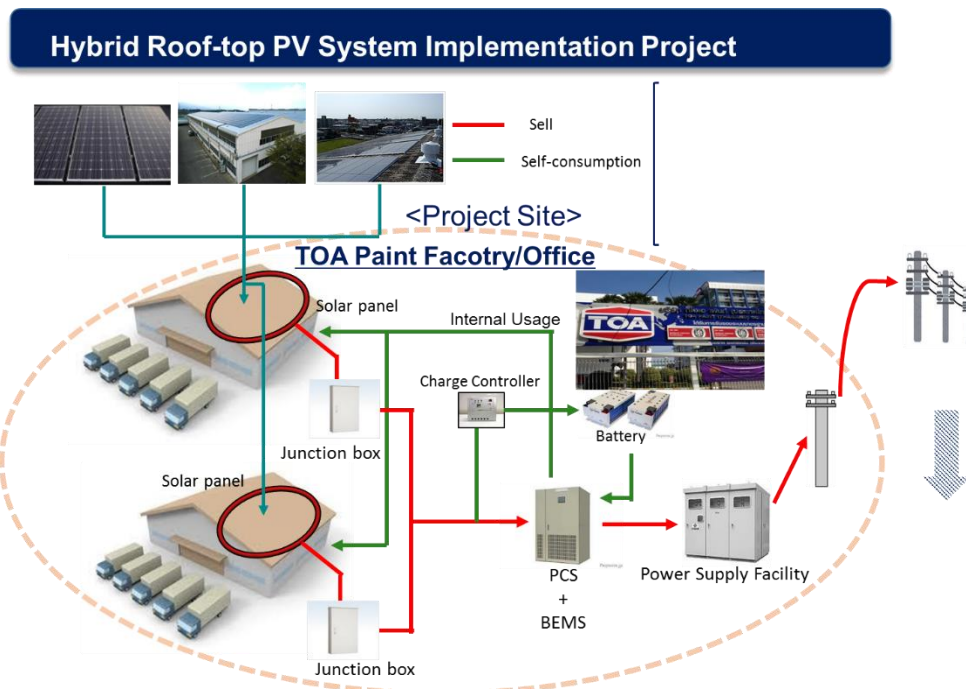 Hybrid Roof-top PV System Implementation Project
Sell
Self-consumption
<Project Site>
TOA Paint Facotry/Office
Solar panel
Internal Usage
TOA
Charge Controller
Battery
Junction box
Solar panel
PCS
+
BEMS
Power Supply Facility
Junction box